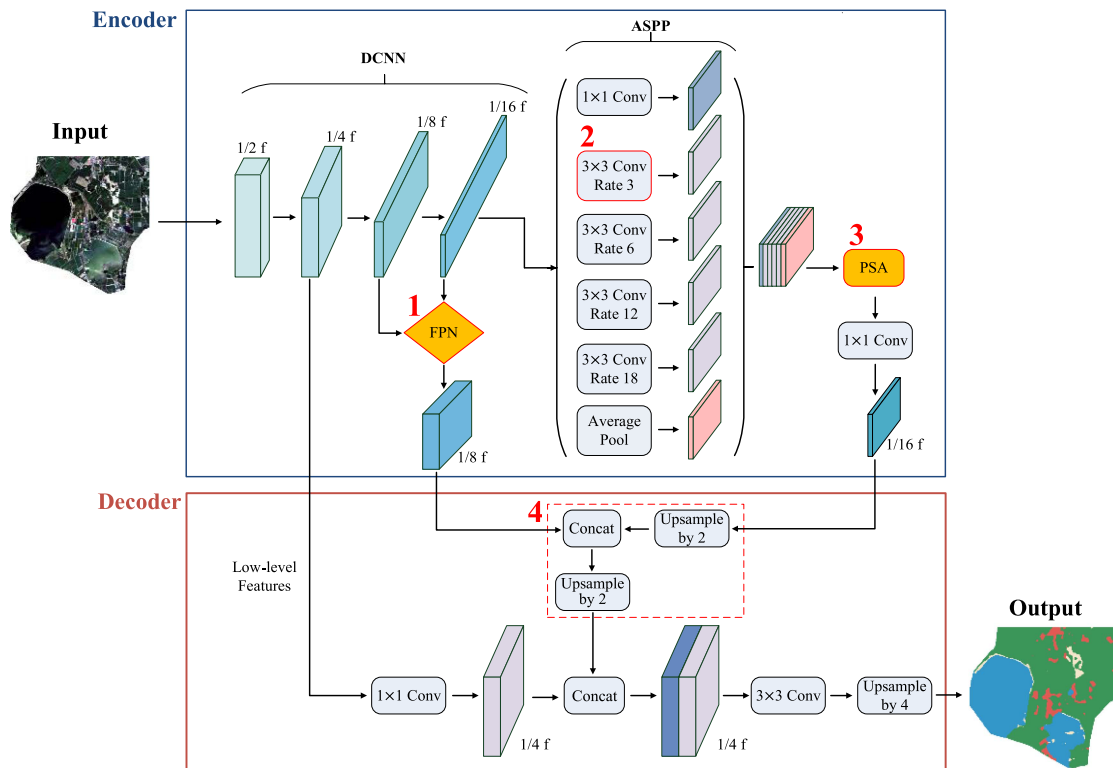 Encoder
ASPP
DCNN
1/16 f
1/8 f
1/4 f
1/2 f
Input
1×1 Conv
2
3×3 Conv
Rate 3
3×3 Conv
Rate 6
3×3 Conv
Rate 12
3×3 Conv
Rate 18
Average
Pool
3
PSA
1×1 Conv
1/16 f
1
FPN
1/8 f
Decoder
4
Concat
Upsample
by 2
Upsample
by 2
Low-level
Features
1×1 Conv
1/4 f
Concat
1/4 f
3×3 Conv
Upsample
by 4
Output